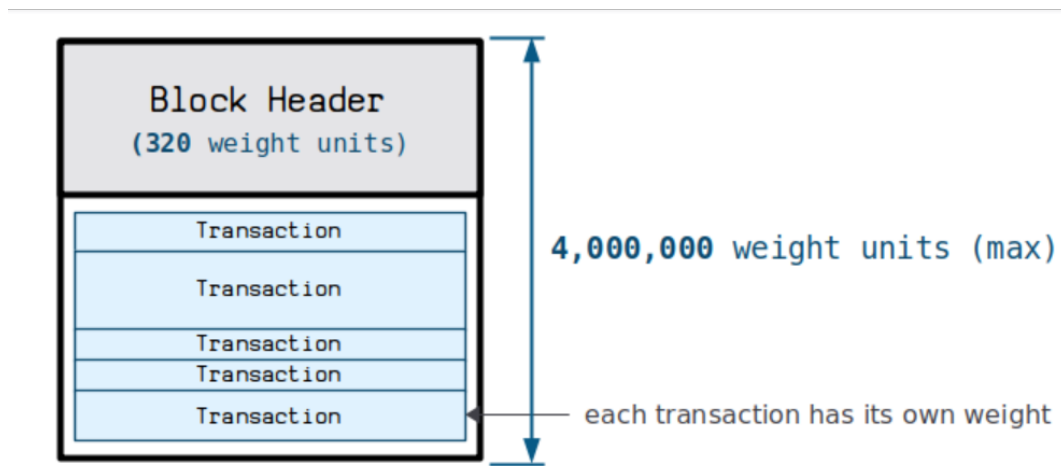 Block Header
(320 weight units)
Transaction
Transaction
Transaction
Transaction
Transaction
4,000,000 weight units (max)
each transaction has its own weight